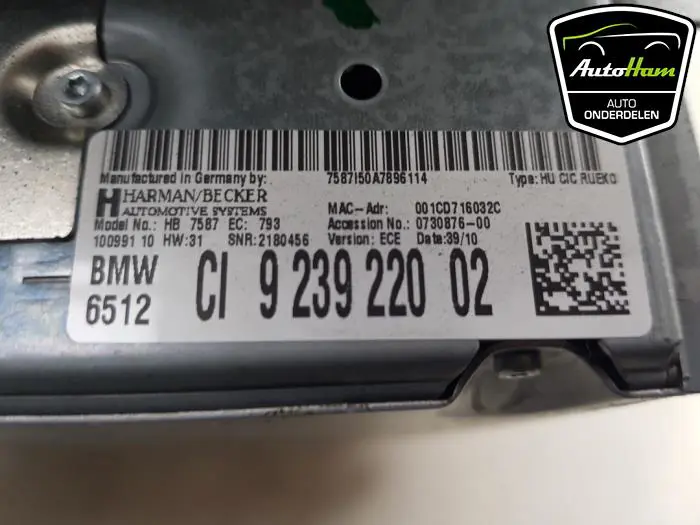 AutoHam
AUTO
ONDERDELEN
Manufactured in Germany by: 7587I50A7896114 Type: HU CIC RUEKO
HARMAN/BECKER
AUTOMOTIVE SYSTEMS MAC-Adr: 001CD716032C
Model No.: HB 7587 EC: 793 Accession No.: 0730876-00
100991 10 HW:31 SNR:2180456 Version: ECE Date:39/10
BMW
6512 CI 9 239 220 02